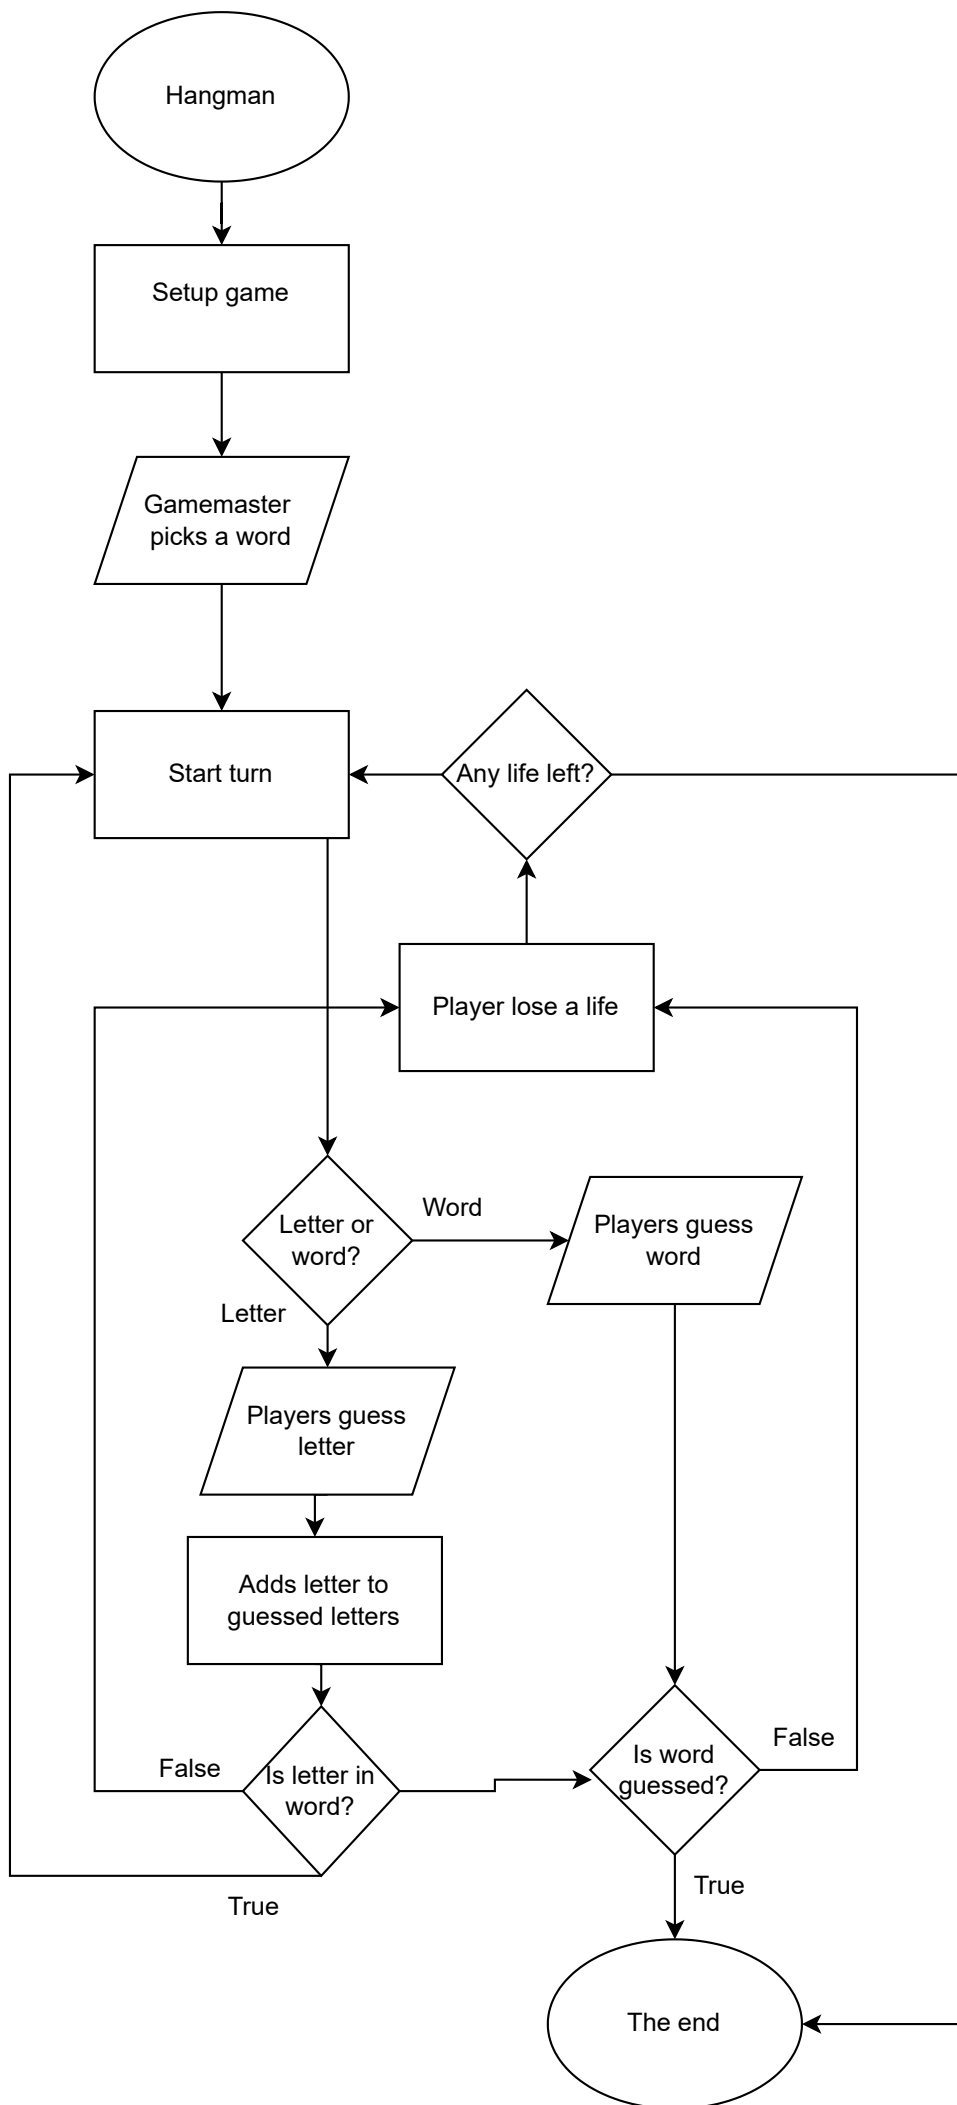 Hangman
Setup game
Gamemaster
picks a word
Start turn
Any life left?
Player lose a life
Letter or
word?
Word
Players guess
word
Letter
Players guess
letter
Adds letter to
guessed letters
False
Is letter in
word?
Is word
guessed?
False
True
True
The end